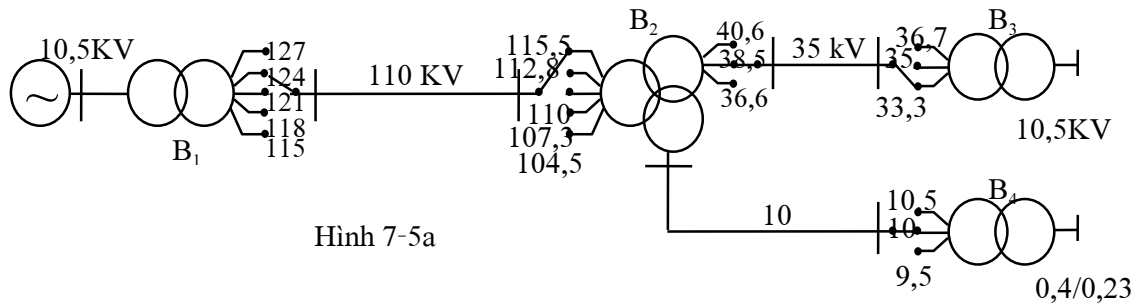 10,5KV
127
124
121
118
115
B₁
110 KV
115,5
112,8
110
107,3
104,5
B₂
40,6
38,5
36,6
35 kV
36,7
35
33,3
B₃
10,5KV
10
10,5
10
9,5
B₄
0,4/0,23
Hình 7-5a